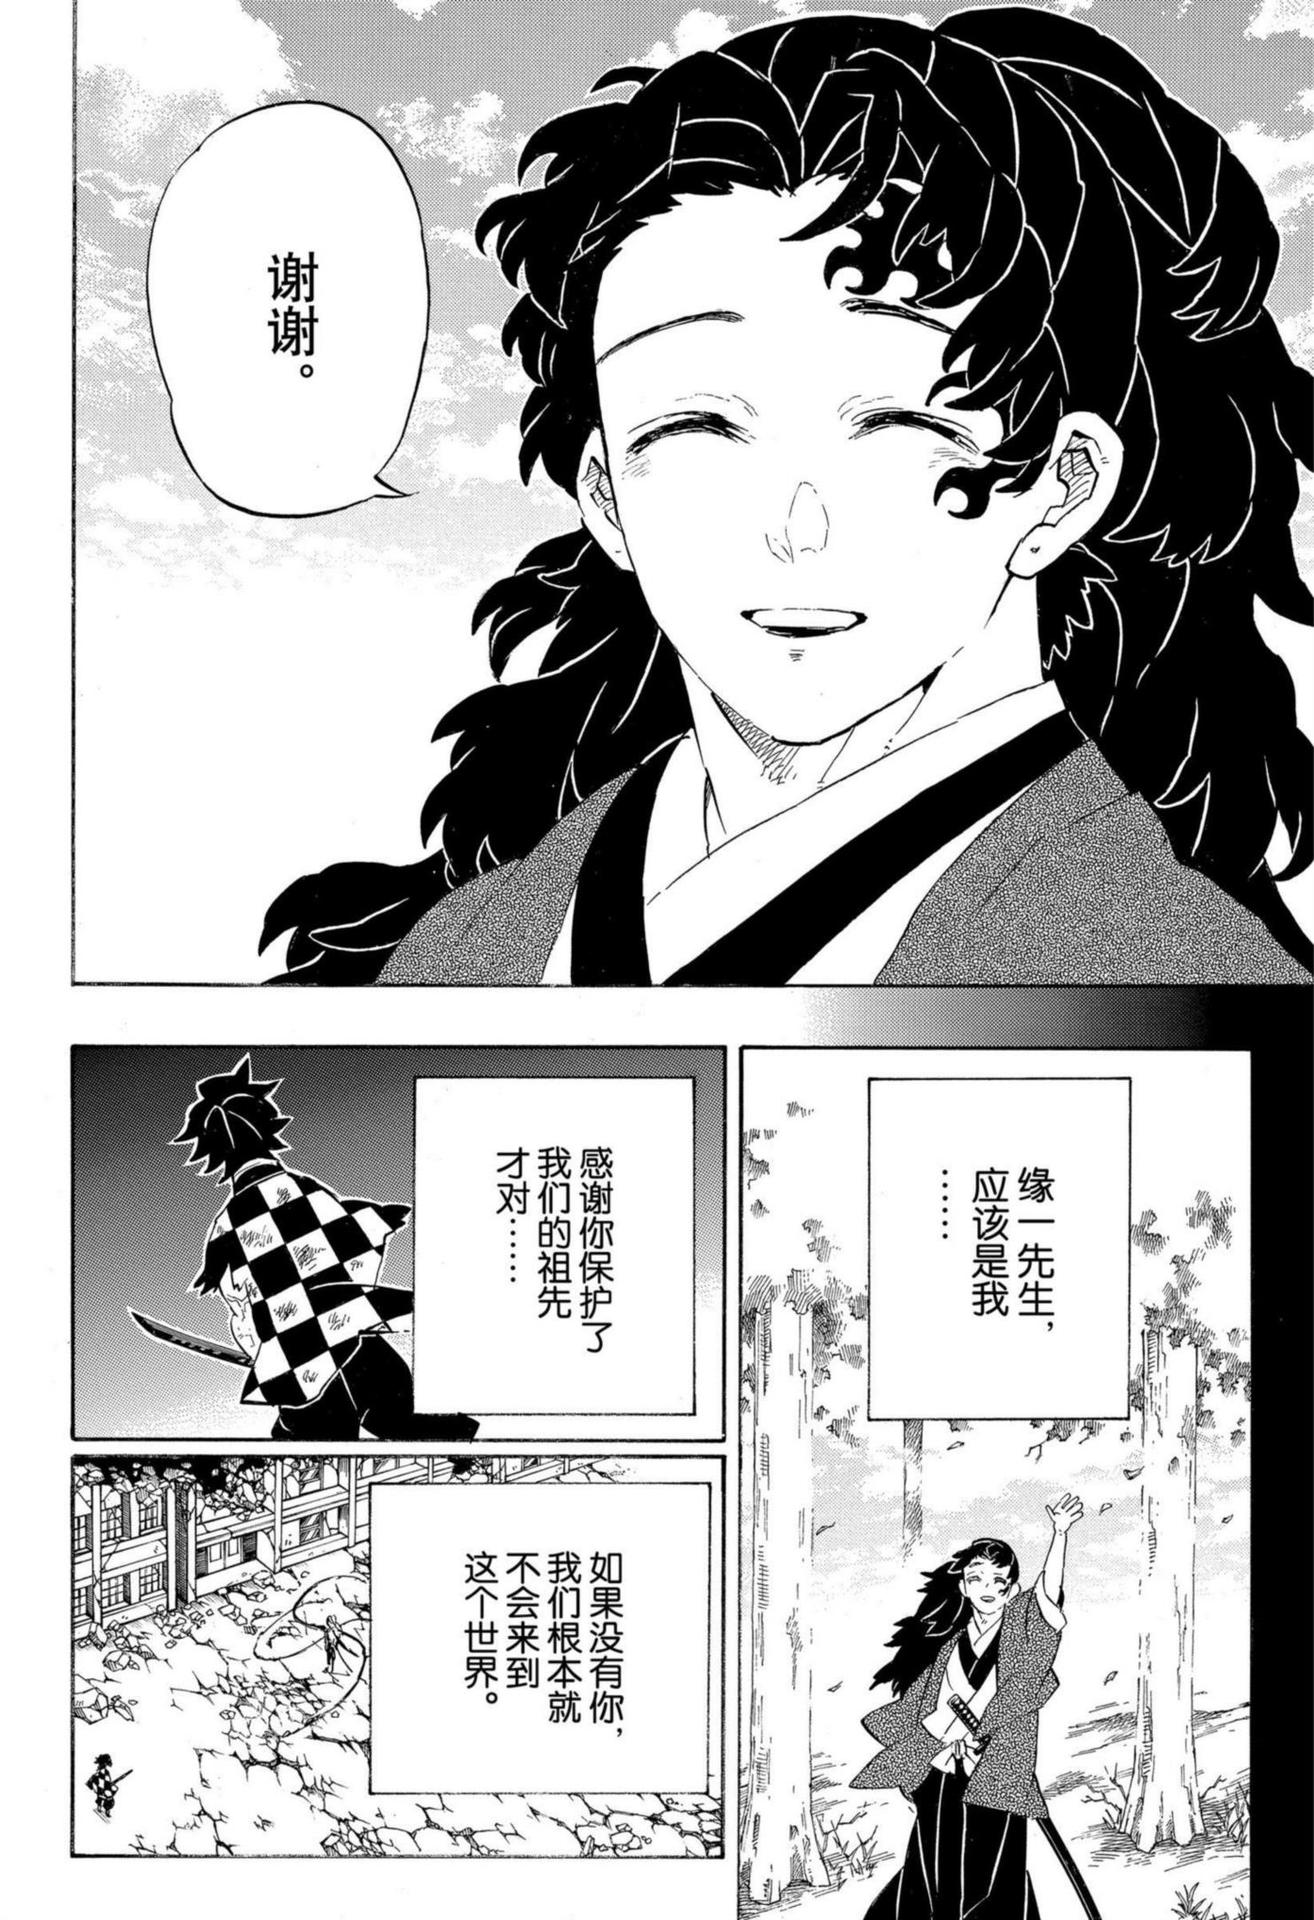 谢
谢。
缘一先生，
应该是我
……
感谢你保护了
我们的祖先
才对……
如果没有你，
我们根本就
不会来到
这个世界。